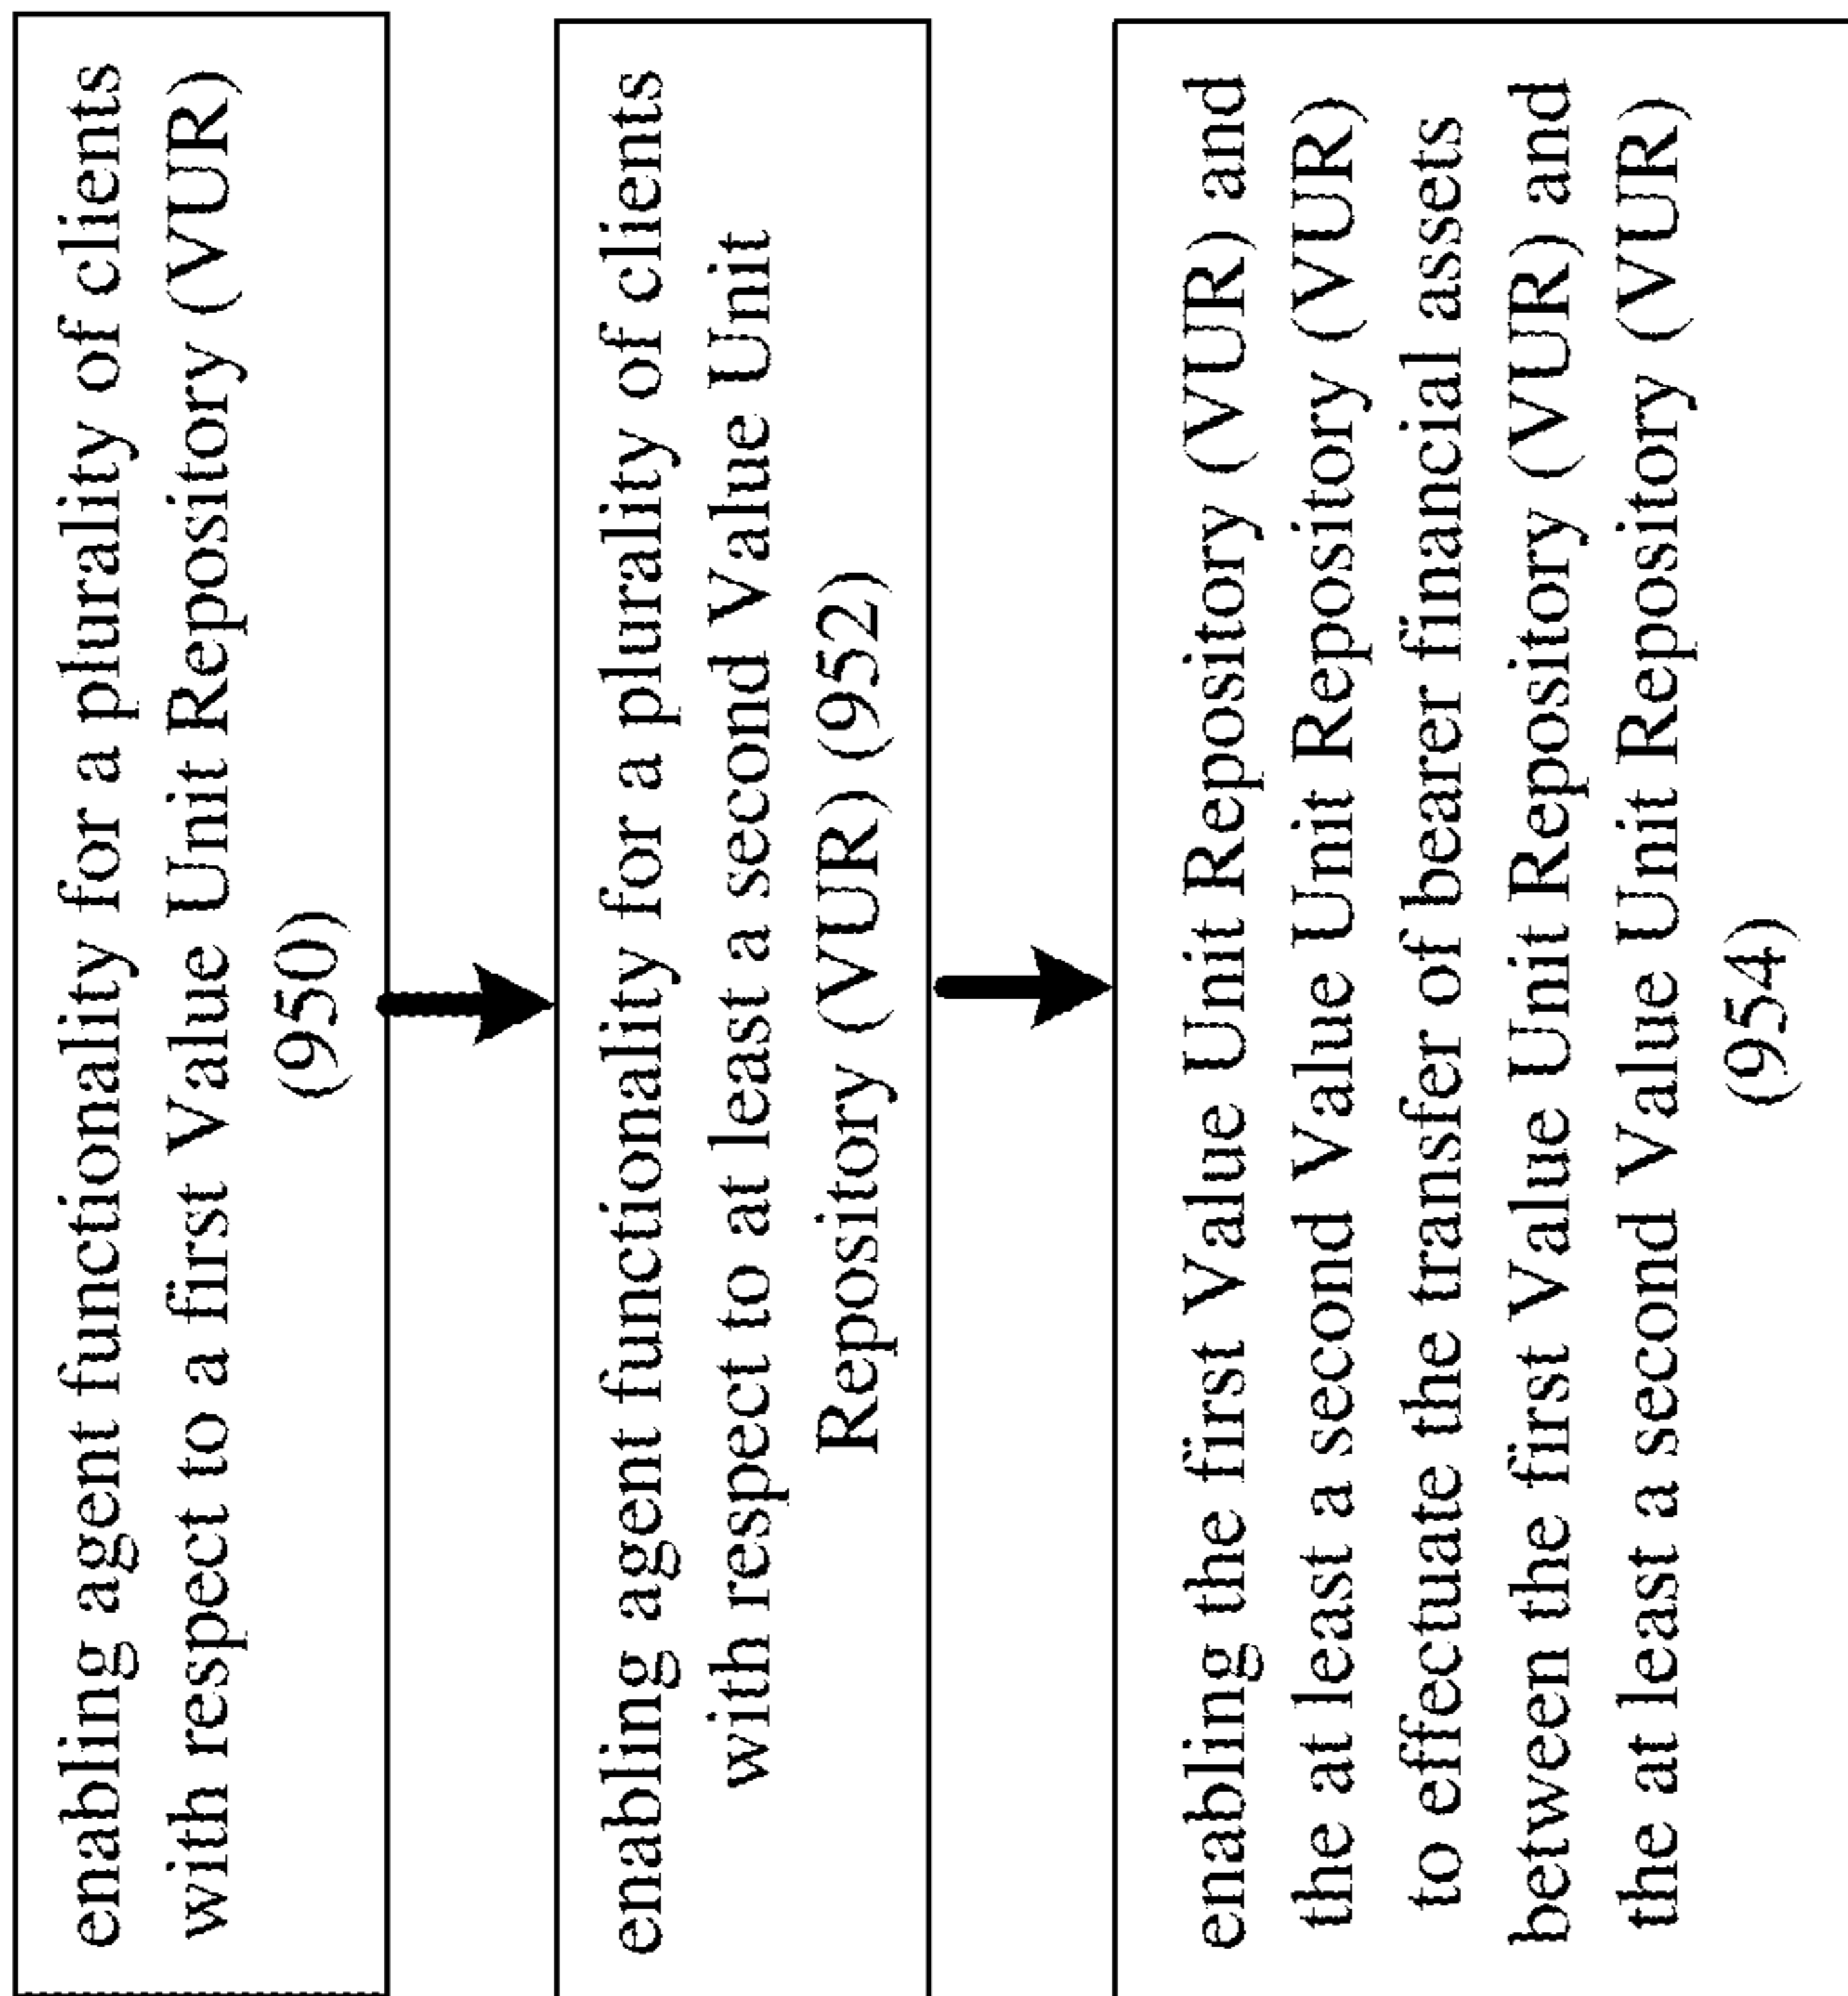 enabling agent functionality for a plurality of clients
with respect to a first Value Unit Repository (VUR)
(950)
enabling agent functionality for a plurality of clients
with respect to at least a second Value Unit
Repository (VUR) (952)
enabling the first Value Unit Repository (VUR) and
the at least a second Value Unit Repository (VUR)
to effectuate the transfer of bearer financial assets
between the first Value Unit Repository (VUR) and
the at least a second Value Unit Repository (VUR)
(954)